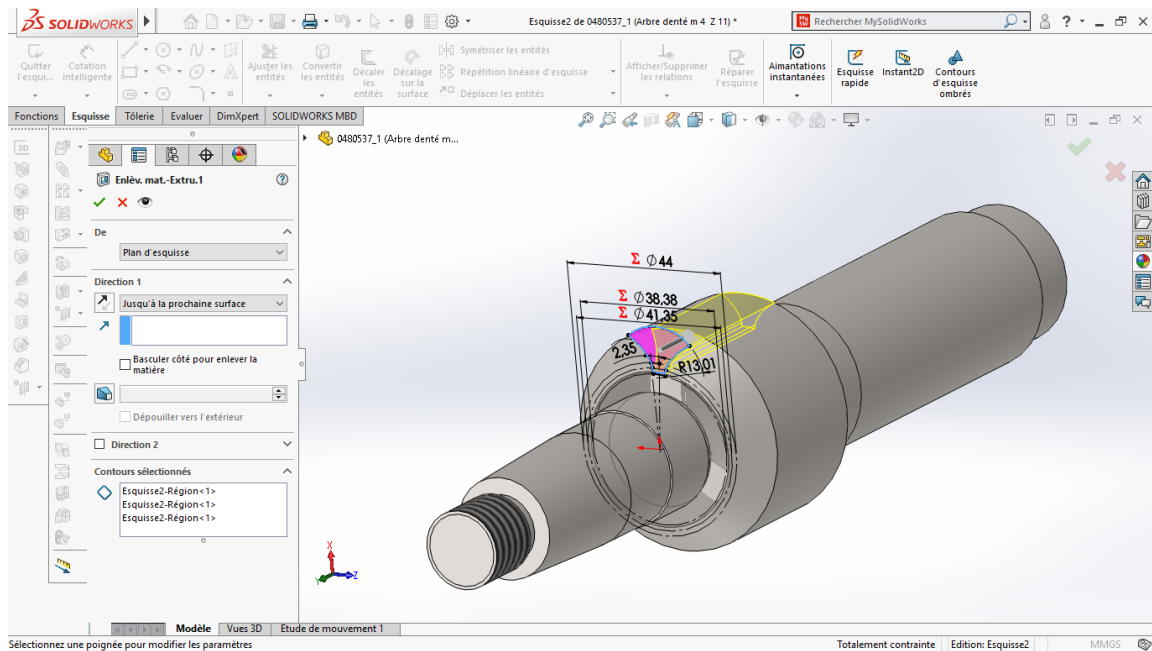 SOLIDWORKS
Esquisse2 de 0480537_1 (Arbre denté m 4 Z 11) *
Rechercher MySolidWorks
Quitter l'esqui...
Cotation intelligente
Ajuster les entités
Convertir les entités
Décaler les entités
Décalage sur la surface
Symétriser les entités
Répétition linéaire d'esquisse
Déplacer les entités
Afficher/Supprimer les relations
Réparer l'esquisse
Aimantations instantanées
Esquisse rapide
Instant2D
Contours d'esquisse ombrés
Fonctions Esquisse Tôlerie Evaluer DimXpert SOLIDWORKS MBD
0480537_1 (Arbre denté m...
Enlèv. mat.-Extru.1
De
Plan d'esquisse
Direction 1
Jusqu'à la prochaine surface
Basculer côté pour enlever la
matière
Dépouiller vers l'extérieur
Direction 2
Contours sélectionnés
Esquisse2-Région<1>
Esquisse2-Région<1>
Esquisse2-Région<1>
Σ ∅44
Σ ∅38,38
Σ ∅41,35
2,35
R13,01
X
Y
Z
Modèle Vues 3D Etude de mouvement 1
Sélectionnez une poignée pour modifier les paramètres
Totalement contrainte Edition: Esquisse2 MMGS